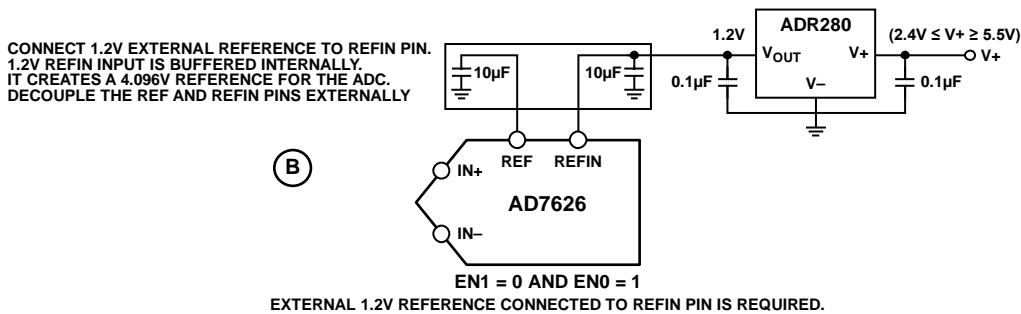 CONNECT 1.2V EXTERNAL REFERENCE TO REFIN PIN.
1.2V REFIN INPUT IS BUFFERED INTERNALLY.
IT CREATES A 4.096V REFERENCE FOR THE ADC.
DECOUPLE THE REF AND REFIN PINS EXTERNALLY
10µF
10µF
1.2V
0.1µF
ADR280
VOUT
V+
V–
(2.4V ≤ V+ ≥ 5.5V)
V+
0.1µF
B
REF
REFIN
IN+
AD7626
IN–
EN1 = 0 AND EN0 = 1
EXTERNAL 1.2V REFERENCE CONNECTED TO REFIN PIN IS REQUIRED.